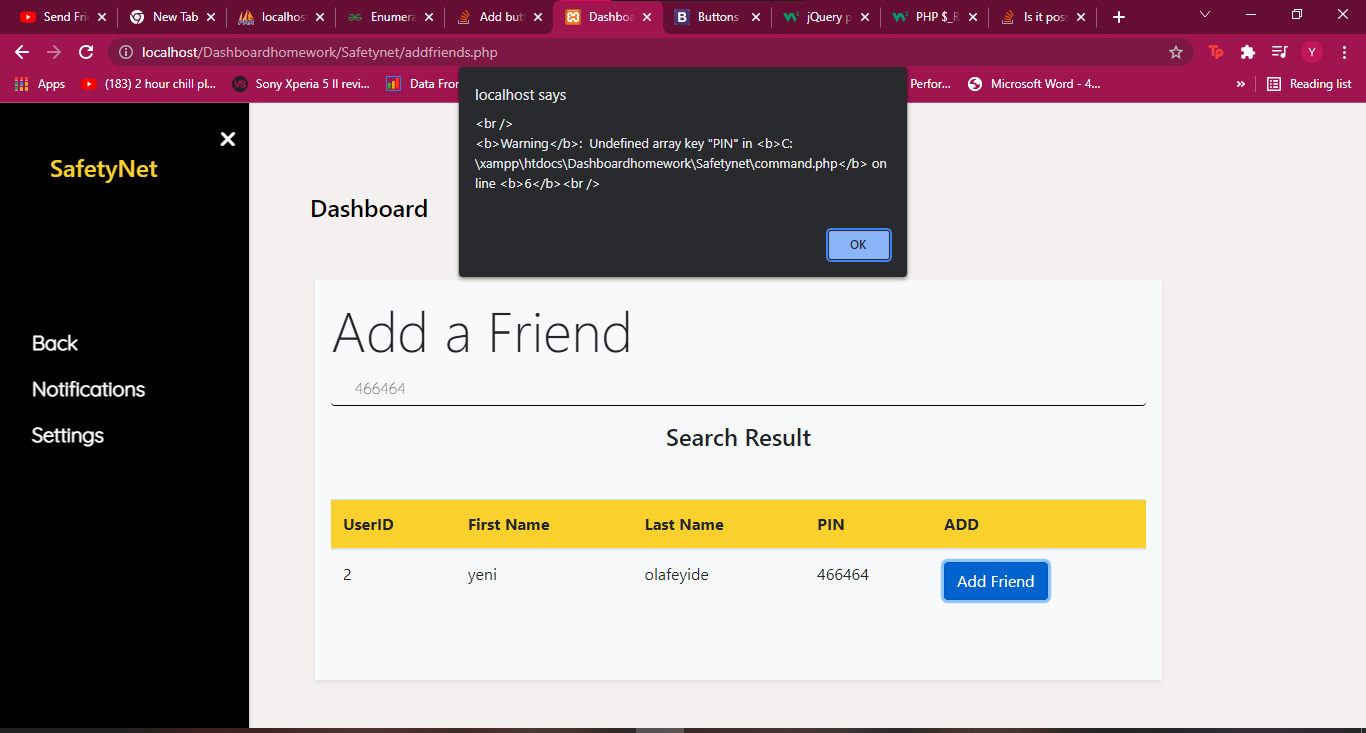 Send Fri
New Tab
localhos
Enumera
Add but
Dashboa
Buttons
jQuery p
PHP $_R
Is it poss
localhost/Dashboardhomework/Safetynet/addfriends.php
Tp
Y
Apps
(183) 2 hour chill pl...
VS
Sony Xperia 5 II revi...
Data Fror
Perfor...
Microsoft Word - 4...
»
Reading list
localhost says
<br />
<b>Warning</b>: Undefined array key "PIN" in <b>C:
\xampp\htdocs\Dashboardhomework\Safetynet\command.php</b> on
line <b>6</b><br />
OK
SafetyNet
Back
Notifications
Settings
Dashboard
Add a Friend
466464
Search Result
UserID First Name Last Name PIN ADD
2 yeni olafeyide 466464 Add Friend